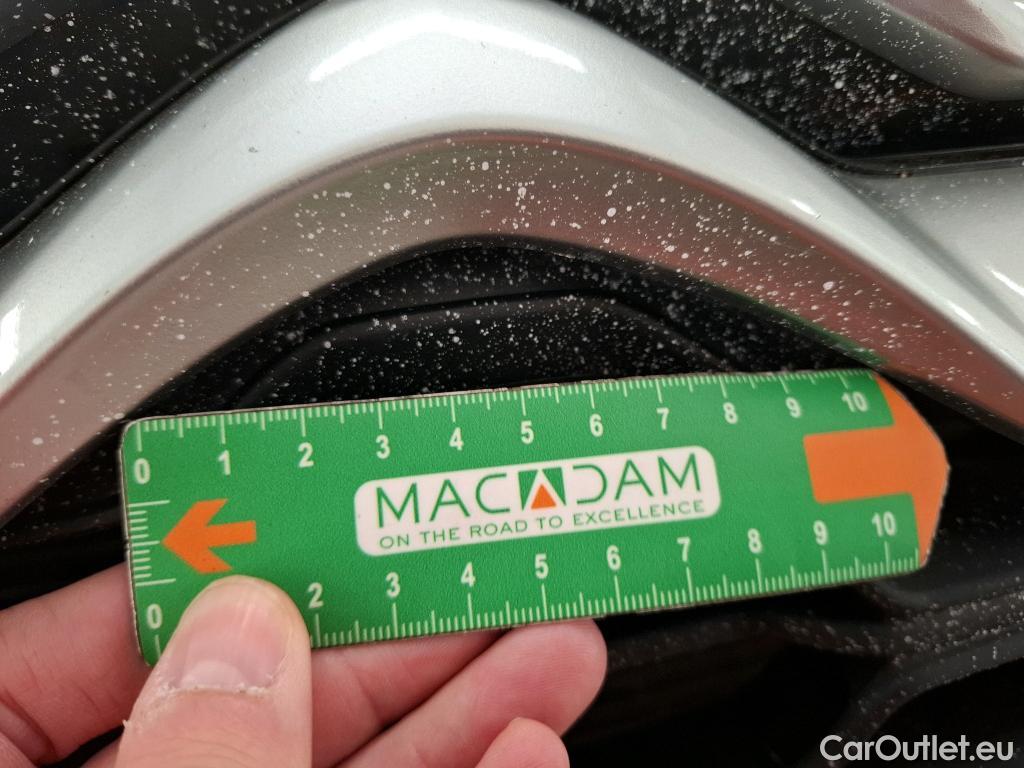 0 1 2 3 4 5 6 7 8 9 10
MACADAM
ON THE ROAD TO EXCELLENCE
0 2 3 4 5 6 7 8 9 10
CarOutlet.eu